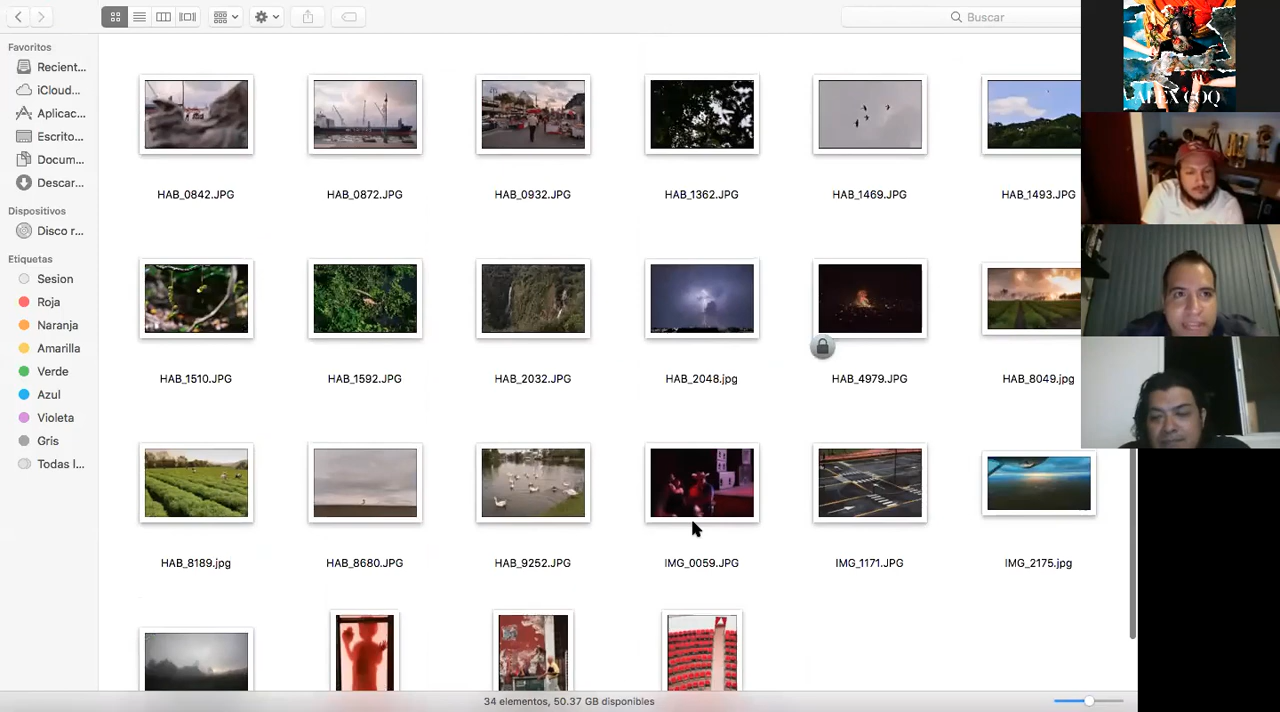 Buscar
Favoritos
Recient...
iCloud...
Aplicac...
Escrito...
Docum...
Descar...
Dispositivos
Disco r...
Etiquetas
Sesion
Roja
Naranja
Amarilla
Verde
Azul
Violeta
Gris
Todas l...
HAB_0842.JPG
HAB_0872.JPG
HAB_0932.JPG
HAB_1362.JPG
HAB_1469.JPG
HAB_1493.JPG
HAB_1510.JPG
HAB_1592.JPG
HAB_2032.JPG
HAB_2048.jpg
HAB_4979.JPG
HAB_8049.jpg
HAB_8189.jpg
HAB_8680.JPG
HAB_9252.JPG
IMG_0059.JPG
IMG_1171.JPG
IMG_2175.jpg
34 elementos, 50.37 GB disponibles
ALEX COQ